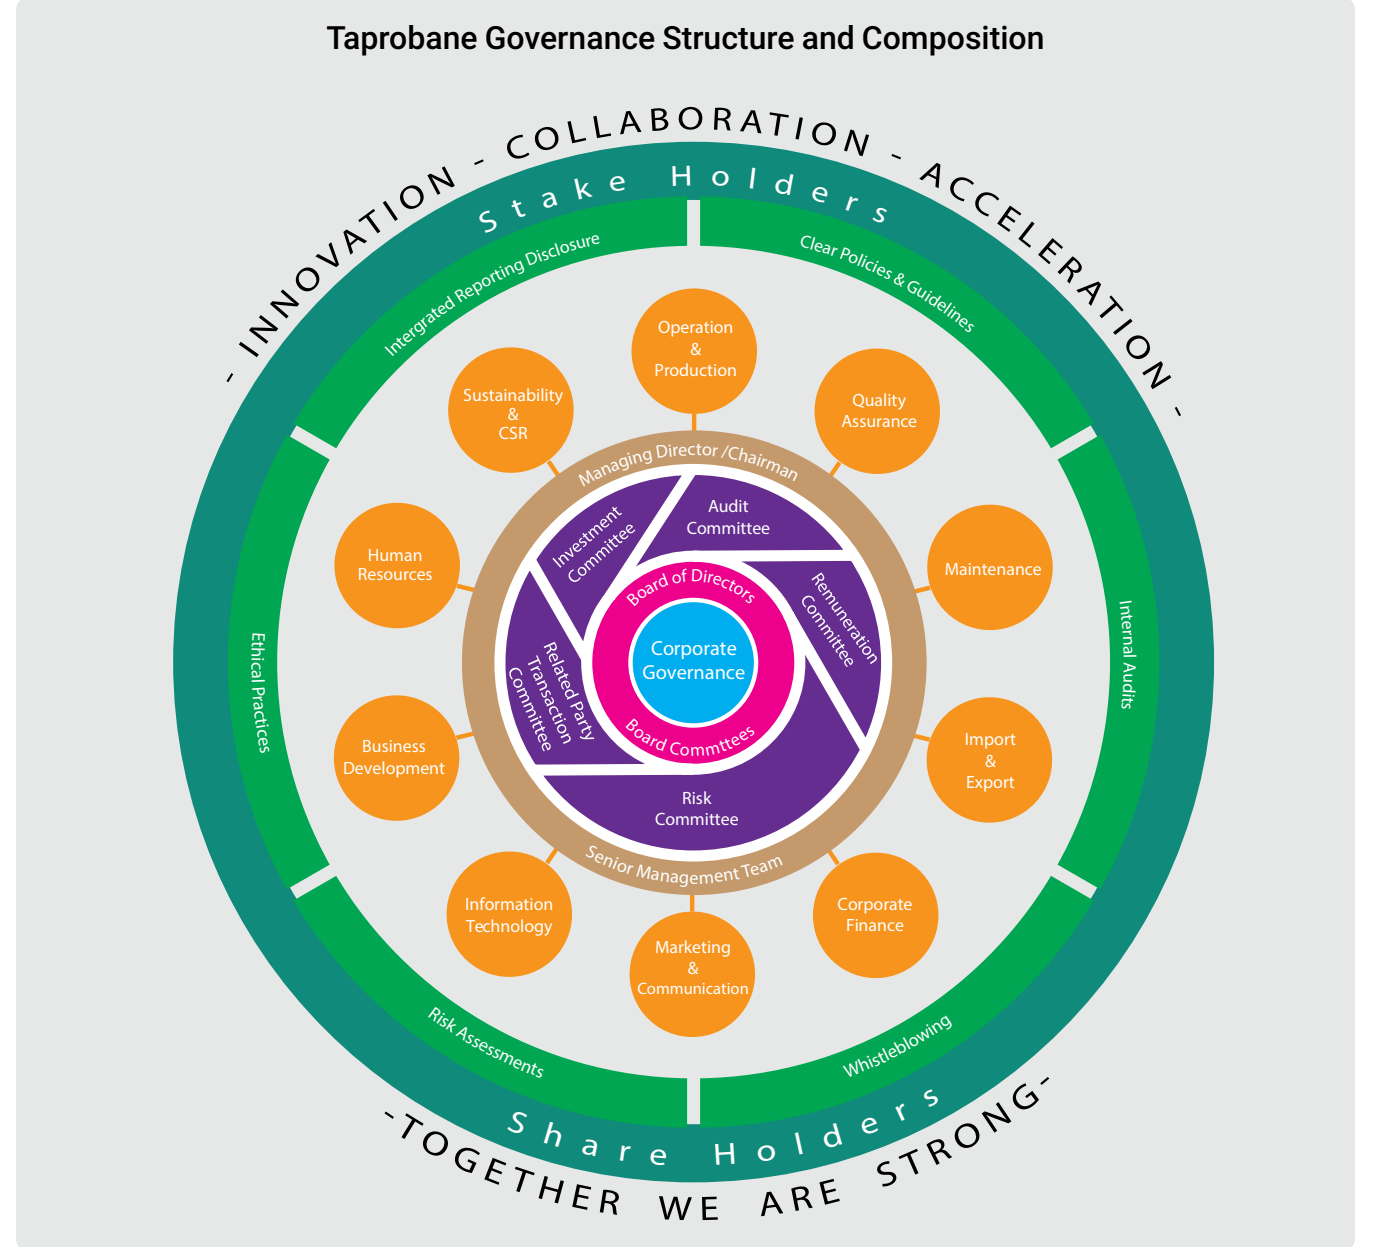 Taprobane Governance Structure and Composition
- INNOVATION - COLLABORATION - ACCELERATION -
Stake Holders
Intergrated Reporting Disclosure
Clear Policies & Guidelines
Operation
&
Production
Sustainability
&
CSR
Quality
Assurance
Managing Director /Chairman
Investment
Committee
Audit
Committee
Human
Resources
Maintenance
Remuneration
Committee
Board of Directors
Corporate
Governance
Board Committees
Related Party
Transaction
Committee
Ethical Practices
Internal Audits
Business
Development
Import
&
Export
Risk
Committee
Senior Management Team
Information
Technology
Corporate
Finance
Marketing
&
Communication
Risk Assessments
Whistleblowing
Share Holders
-TOGETHER WE ARE STRONG-